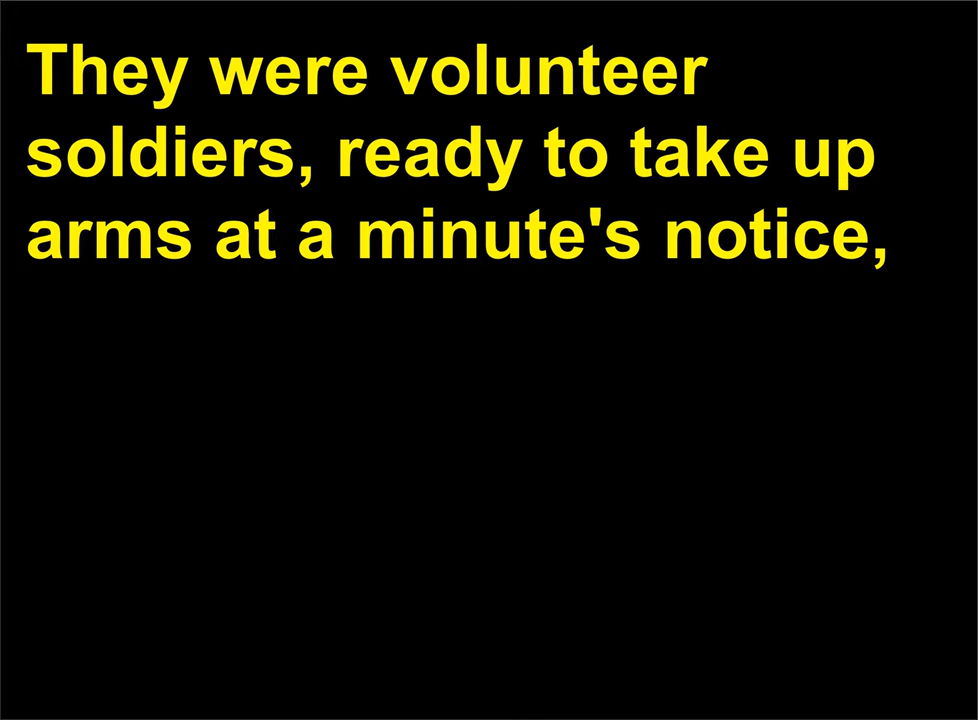 They were volunteer
soldiers, ready to take up
arms at a minute's notice,